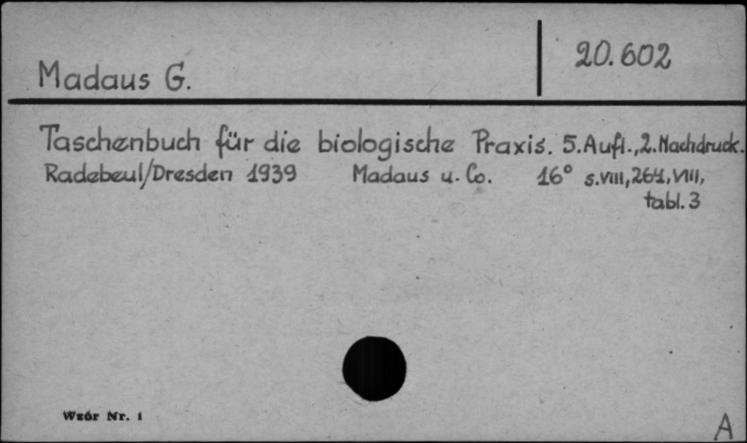 20.602
Madaus G.
Taschenbuch für die biologische Praxis. 5.Aufl.,2.Nachdruck.
Radebeul/Dresden 1939 Madaus u. Co. 16° s.VIII,264,VIII,
tabl.3
Wzór Nr. 1
A